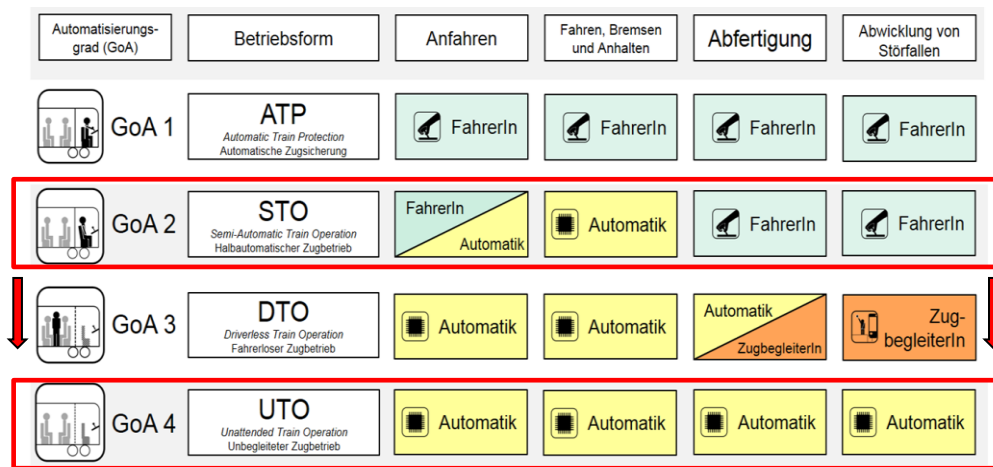 Automatisierungs-
grad (GoA)
Betriebsform
Anfahren
Fahren, Bremsen
und Anhalten
Abfertigung
Abwicklung von
Störfallen
GoA 1
ATP
Automatic Train Protection
Automatische Zugsicherung
FahrerIn
FahrerIn
FahrerIn
FahrerIn
GoA 2
STO
Semi-Automatic Train Operation
Halbautomatischer Zugbetrieb
FahrerIn
Automatik
Automatik
FahrerIn
FahrerIn
GoA 3
DTO
Driverless Train Operation
Fahrerloser Zugbetrieb
Automatik
Automatik
Automatik
ZugbegleiterIn
Zug-
begleiterIn
GoA 4
UTO
Unattended Train Operation
Unbegleiteter Zugbetrieb
Automatik
Automatik
Automatik
Automatik